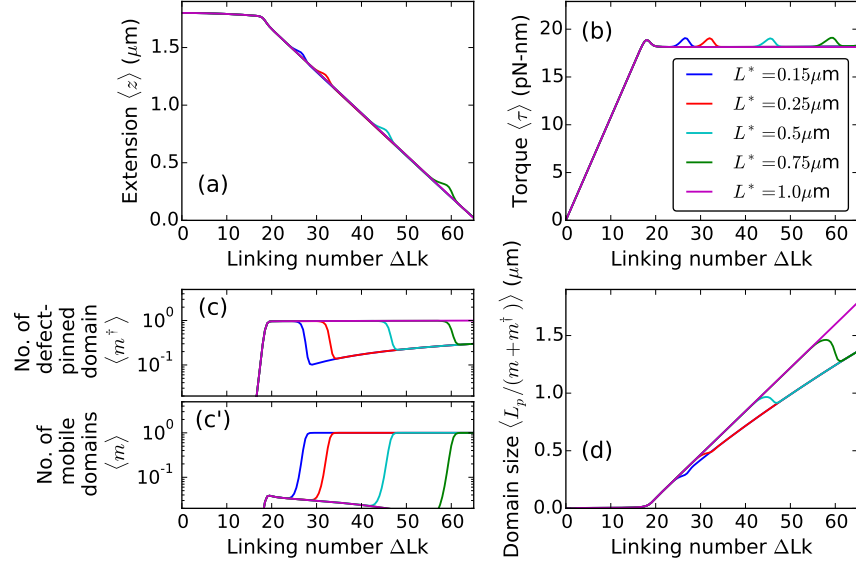 Extension ⟨z⟩ (μm)
1.5
1.0
0.5
0.0
(a)
0 10 20 30 40 50 60
Linking number ΔLk
Torque ⟨τ⟩ (pN-nm)
20
15
10
5
0
(b)
L* =0.15μm
L* =0.25μm
L* =0.5μm
L* =0.75μm
L* =1.0μm
0 10 20 30 40 50 60
Linking number ΔLk
No. of
defect-
pinned
domain
⟨m†⟩
10⁰
10⁻¹
(c)
No. of
mobile
domains
⟨m⟩
10⁰
10⁻¹
(c')
0 10 20 30 40 50 60
Linking number ΔLk
Domain size ⟨Lp/(m+m†)⟩ (μm)
1.5
1.0
0.5
0.0
(d)
0 10 20 30 40 50 60
Linking number ΔLk